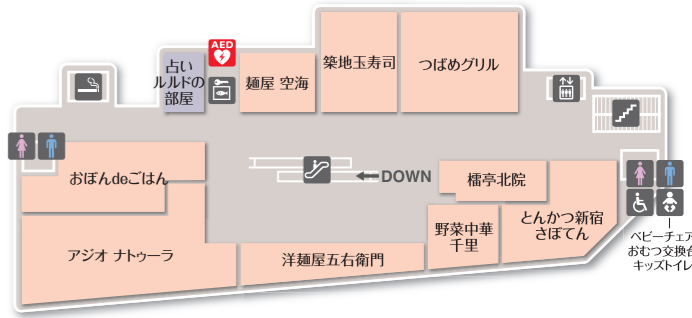 AED
占い
ルルドの
部屋
麺屋 空海
築地玉寿司
つばめグリル
おぼんdeごはん
DOWN
檽亭北院
アジオ ナトゥーラ
洋麺屋五右衛門
野菜中華
千里
とんかつ新宿
さぼてん
ベビーチェア
おむつ交換台
キッズトイレ